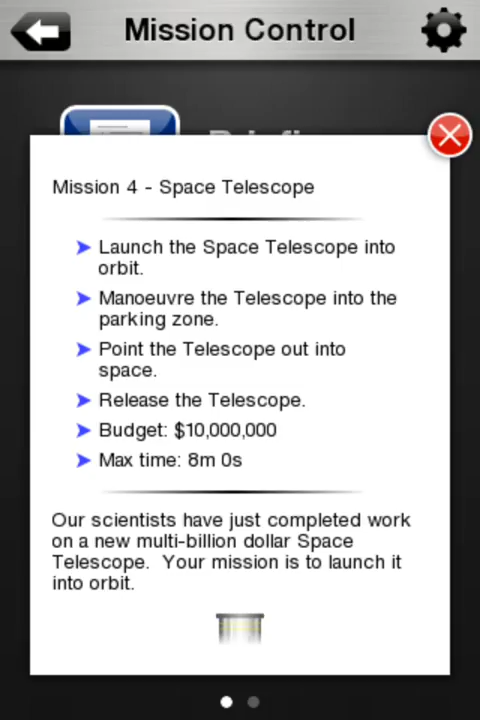 Mission Control
Mission 4 - Space Telescope
Launch the Space Telescope into
orbit.
Manoeuvre the Telescope into the
parking zone.
Point the Telescope out into
space.
Release the Telescope.
Budget: $10,000,000
Max time: 8m 0s
Our scientists have just completed work
on a new multi-billion dollar Space
Telescope.  Your mission is to launch it
into orbit.